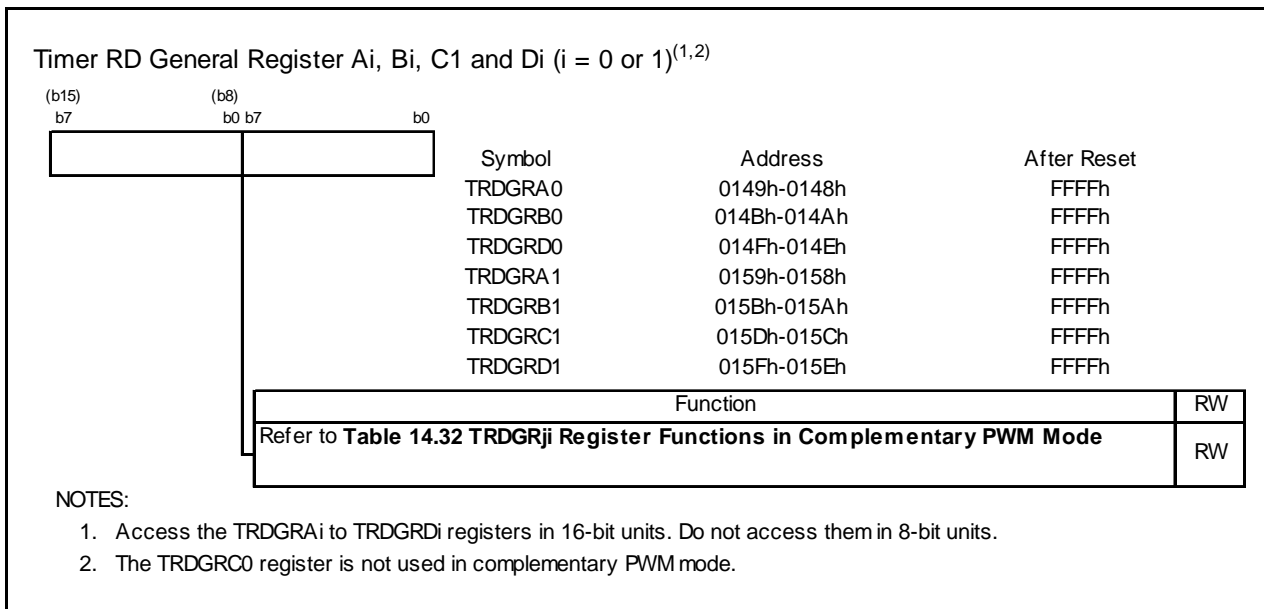 Timer RD General Register Ai, Bi, C1 and Di (i = 0 or 1)(1,2)
(b15) (b8)
b7 b0 b7 b0
Symbol Address After Reset
TRDGRA0 0149h-0148h FFFFh
TRDGRB0 014Bh-014Ah FFFFh
TRDGRD0 014Fh-014Eh FFFFh
TRDGRA1 0159h-0158h FFFFh
TRDGRB1 015Bh-015Ah FFFFh
TRDGRC1 015Dh-015Ch FFFFh
TRDGRD1 015Fh-015Eh FFFFh
Function RW
Refer to Table 14.32 TRDGRji Register Functions in Complementary PWM Mode RW
NOTES:
1. Access the TRDGRAi to TRDGRDi registers in 16-bit units. Do not access them in 8-bit units.
2. The TRDGRC0 register is not used in complementary PWM mode.